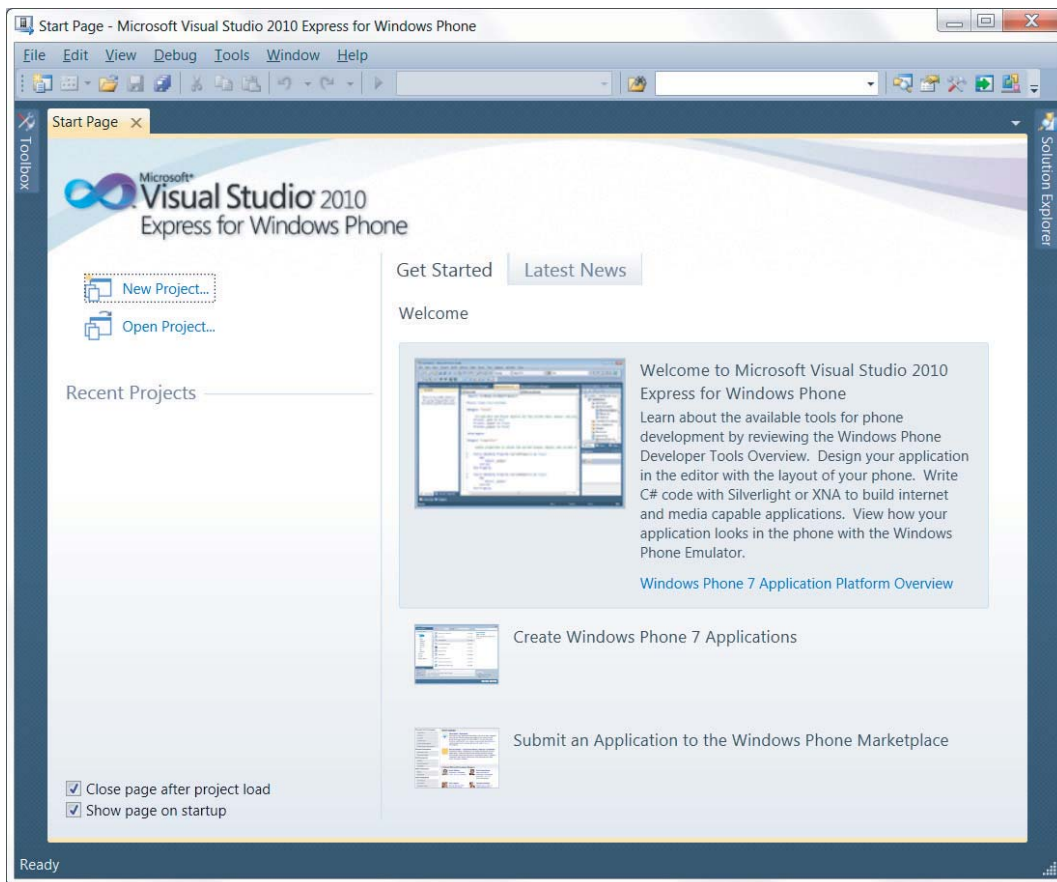 Start Page - Microsoft Visual Studio 2010 Express for Windows Phone
File Edit View Debug Tools Window Help
Toolbox
Start Page
Solution Explorer
Microsoft®
Visual Studio® 2010
Express for Windows Phone
New Project...
Open Project...
Recent Projects
Get Started Latest News
Welcome
Welcome to Microsoft Visual Studio 2010
Express for Windows Phone
Learn about the available tools for phone
development by reviewing the Windows Phone
Developer Tools Overview. Design your application
in the editor with the layout of your phone. Write
C# code with Silverlight or XNA to build internet
and media capable applications. View how your
application looks in the phone with the Windows
Phone Emulator.
Windows Phone 7 Application Platform Overview
Create Windows Phone 7 Applications
Submit an Application to the Windows Phone Marketplace
Close page after project load
Show page on startup
Ready